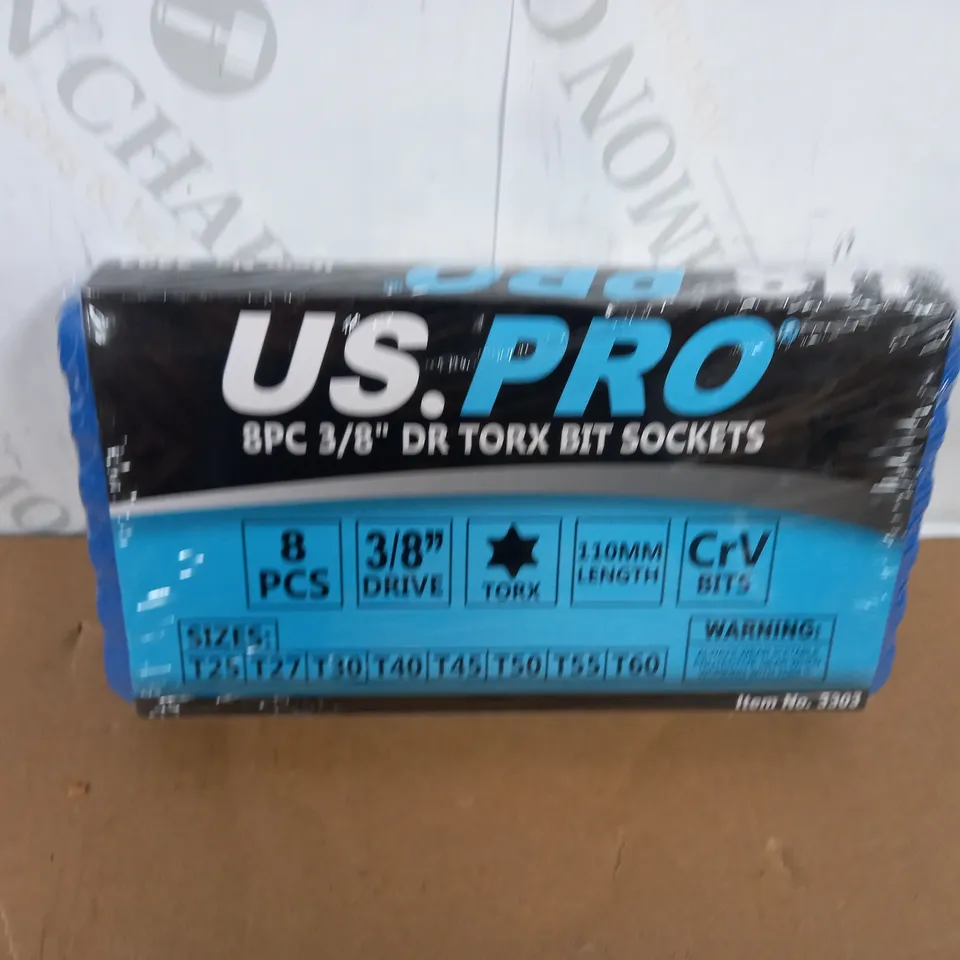 US.PRO
8PC 3/8" DR TORX BIT SOCKETS
8 PCS
3/8” DRIVE
TORX
110MM LENGTH
CrV BITS
SIZES:
T25 T27 T30 T40 T45 T50 T55 T60
WARNING:
Item No. 3303